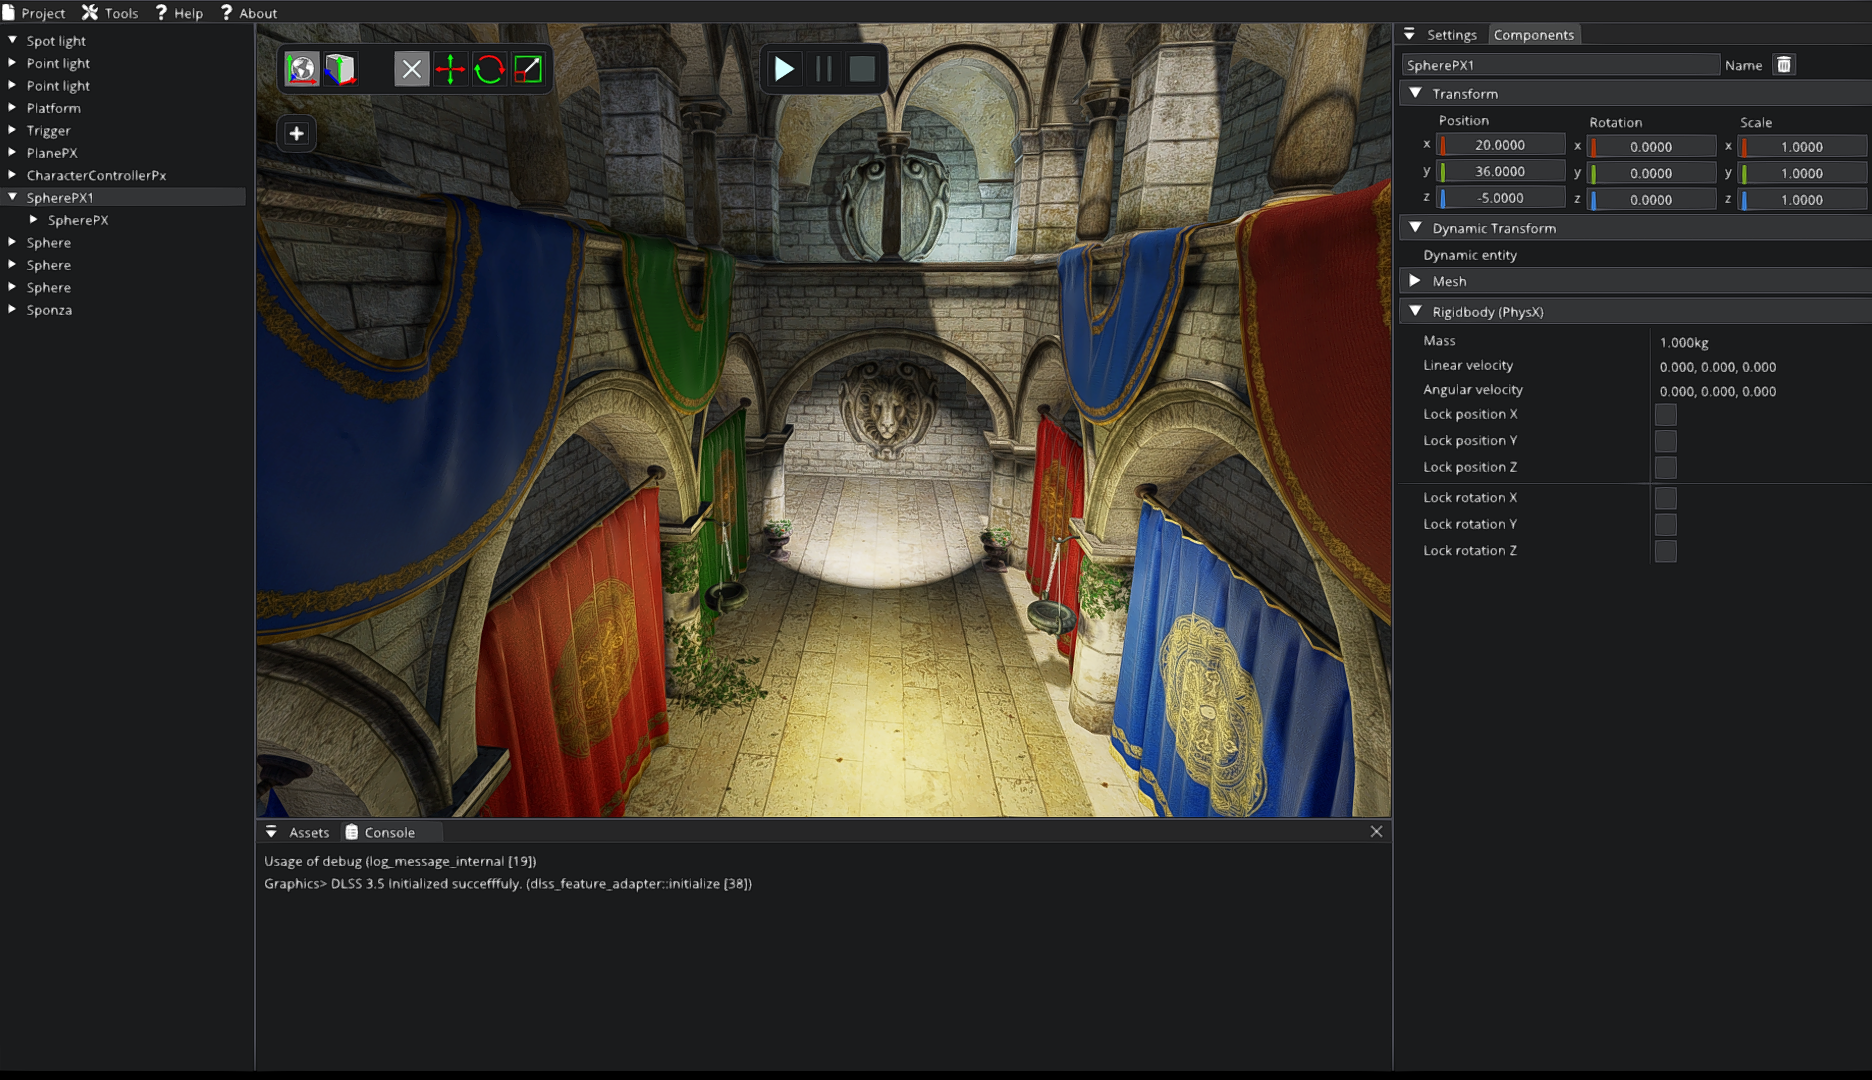 Project Tools Help About
Spot light
Point light
Point light
Platform
Trigger
PlanePX
CharacterControllerPx
SpherePX1
SpherePX
Sphere
Sphere
Sphere
Sponza
Assets Console
Usage of debug (log_message_internal [19])
Graphics> DLSS 3.5 Initialized succefffuly. (dlss_feature_adapter::initialize [38])
Settings Components
SpherePX1 Name
Transform
Position Rotation Scale
x 20.0000 x 0.0000 x 1.0000
y 36.0000 y 0.0000 y 1.0000
z -5.0000 z 0.0000 z 1.0000
Dynamic Transform
Dynamic entity
Mesh
Rigidbody (PhysX)
Mass 1.000kg
Linear velocity 0.000, 0.000, 0.000
Angular velocity 0.000, 0.000, 0.000
Lock position X
Lock position Y
Lock position Z
Lock rotation X
Lock rotation Y
Lock rotation Z